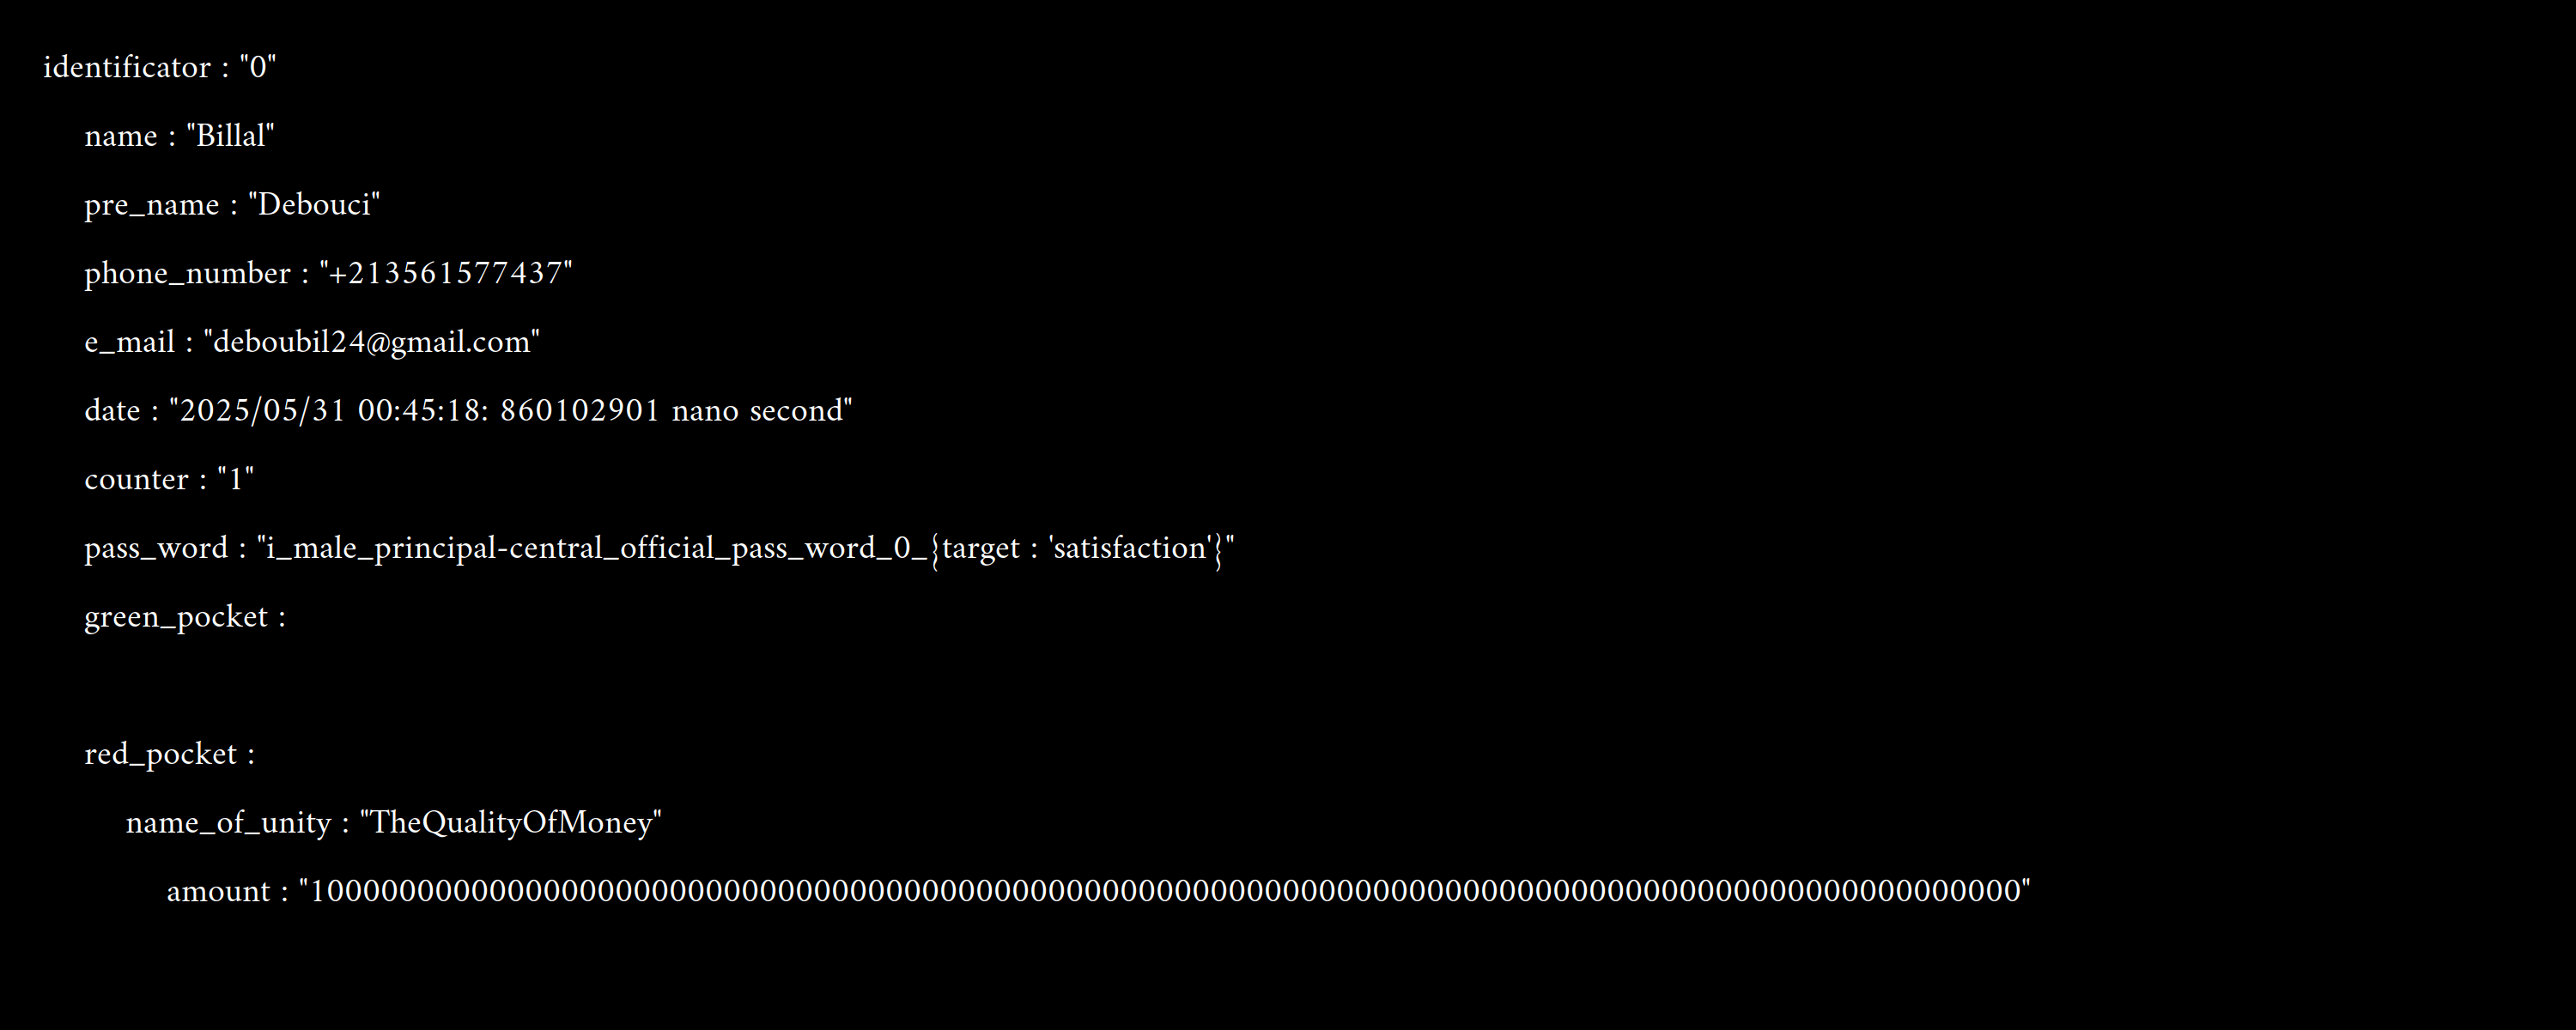 identificator : "0"
name : "Billal"
pre_name : "Debouci"
phone_number : "+213561577437"
e_mail : "deboubil24@gmail.com"
date : "2025/05/31 00:45:18: 860102901 nano second"
counter : "1"
pass_word : "i_male_principal-central_official_pass_word_0_{target : 'satisfaction'}"
green_pocket :
red_pocket :
name_of_unity : "TheQualityOfMoney"
amount : "10000000000000000000000000000000000000000000000000000000000000000000000000000000000000000000000"